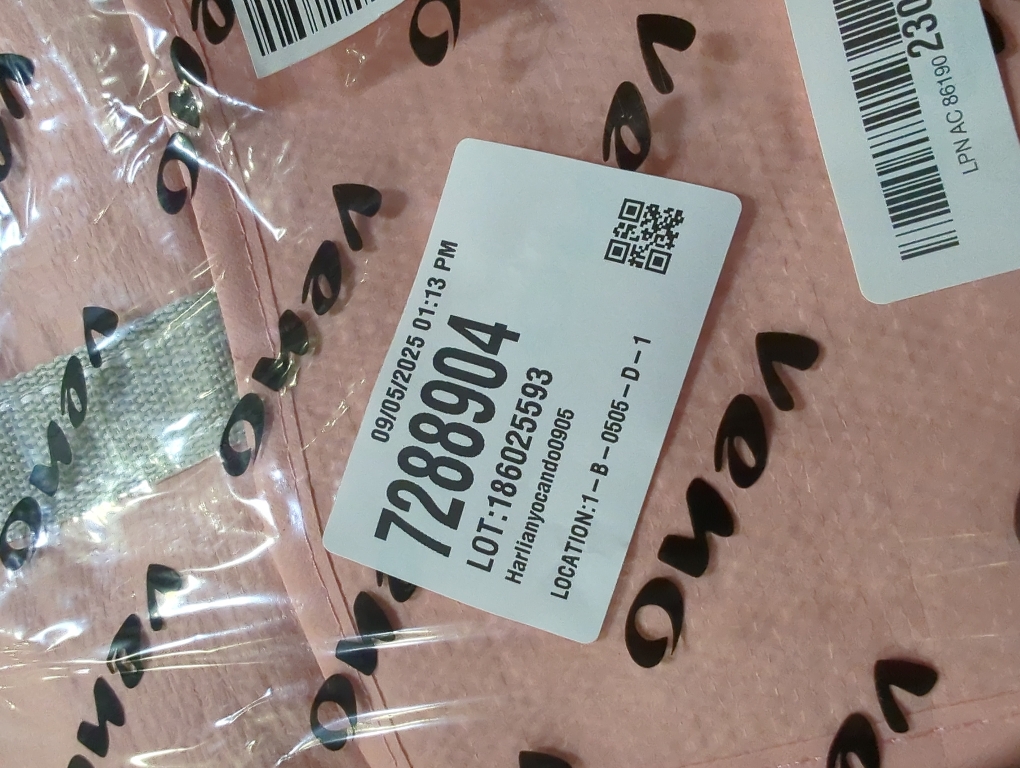 09/05/2025 01:13 PM
7288904
LOT:186025593
Harlianyocando0905
LOCATION:1-B-0505-D-1
LPN AC 86190 230